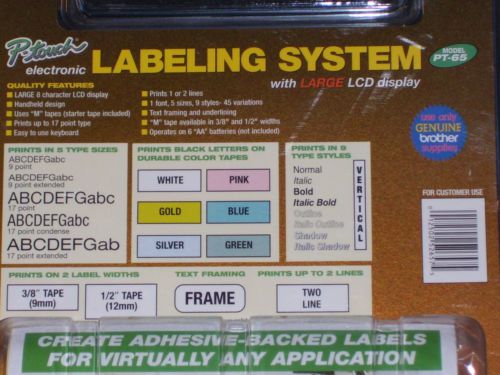 P-touch
electronic
LABELING SYSTEM
MODEL
PT-65
with LARGE LCD display
QUALITY FEATURES
LARGE 8 character LCD display
Handheld design
Uses "M" tapes (starter tape included)
Prints up to 17 point type
Easy to use keyboard
Prints 1 or 2 lines
1 font, 5 sizes, 9 styles- 45 variations
Text framing and underlining
"M" tape available in 3/8" and 1/2" widths
Operates on 6 "AA" batteries (not included)
use only
GENUINE
brother
supplies
PRINTS IN 5 TYPE SIZES
ABCDEFGabc
9 point
ABCDEFGabc
9 point extended
ABCDEFGabc
17 point
ABCDEFGabc
17 point condense
ABCDEFGab
17 point extended
PRINTS BLACK LETTERS ON
DURABLE COLOR TAPES
WHITE
PINK
GOLD
BLUE
SILVER
GREEN
PRINTS IN 9
TYPE STYLES
Normal
Italic
Bold
Italic Bold
Outline
Italic Outline
Shadow
Italic Shadow
VERTICAL
FOR CUSTOMER USE
PRINTS ON 2 LABEL WIDTHS
3/8" TAPE
(9mm)
1/2" TAPE
(12mm)
TEXT FRAMING
FRAME
PRINTS UP TO 2 LINES
TWO
LINE
CREATE ADHESIVE-BACKED LABELS
FOR VIRTUALLY ANY APPLICATION